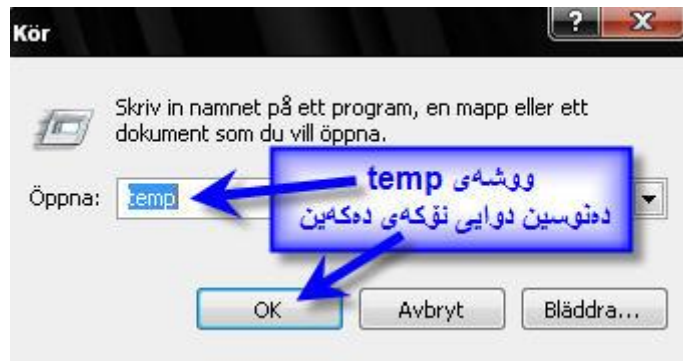 Kör
Skriv in namnet på ett program, en mapp eller ett
dokument som du vill öppna.
Öppna: temp
ووشەی temp
دەنوسین دوایی ئۆکەی دەکەین
OK Avbryt Bläddra...